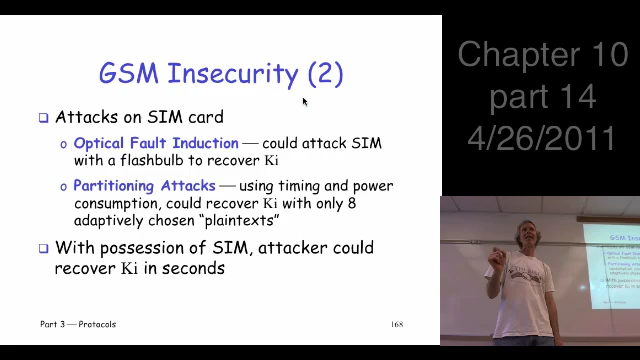 GSM Insecurity (2)
Attacks on SIM card
Optical Fault Induction — could attack SIM
with a flashbulb to recover Ki
Partitioning Attacks — using timing and power
consumption, could recover Ki with only 8
adaptively chosen “plaintexts”
With possession of SIM, attacker could
recover Ki in seconds
Part 3 — Protocols
168
Chapter 10
part 14
4/26/2011
GSM Insecurity